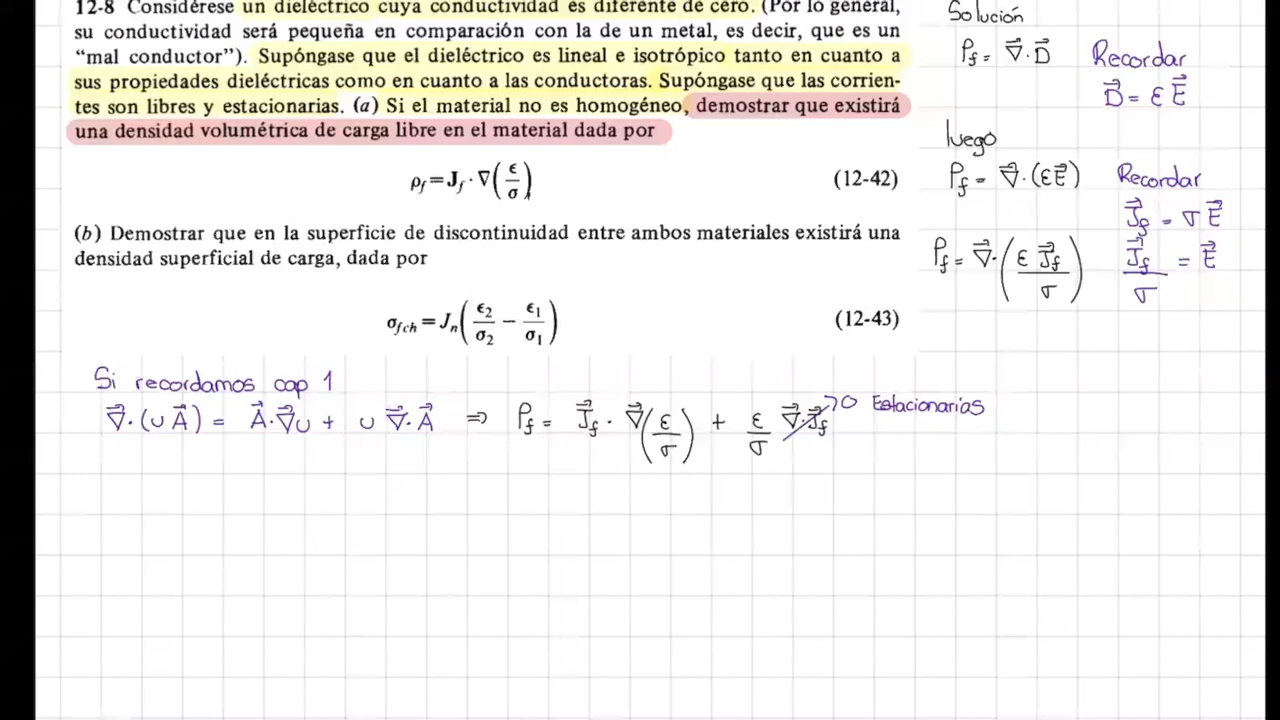 12-8 Considérese un dieléctrico cuya conductividad es diferente de cero. (Por lo general,
su conductividad será pequeña en comparación con la de un metal, es decir, que es un
“mal conductor”). Supóngase que el dieléctrico es lineal e isotrópico tanto en cuanto a
sus propiedades dieléctricas como en cuanto a las conductoras. Supóngase que las corrien-
tes son libres y estacionarias. (a) Si el material no es homogéneo, demostrar que existirá
una densidad volumétrica de carga libre en el material dada por
ρf = Jf · ∇(ϵ/σ) (12-42)
(b) Demostrar que en la superficie de discontinuidad entre ambos materiales existirá una
densidad superficial de carga, dada por
σfch = Jn(ϵ2/σ2 − ϵ1/σ1) (12-43)
Solución
ρf = ∇⃗·D⃗ Recordar
D⃗ = ε E⃗
luego
ρf = ∇⃗·(εE⃗) Recordar
J⃗f = σ E⃗
ρf = ∇⃗·(ε J⃗f/σ) J⃗f/σ = E⃗
Si recordamos cap 1
∇⃗·(υ A⃗) = A⃗·∇⃗υ + υ ∇⃗·A⃗ ⇒ ρf = J⃗f · ∇⃗(ε/σ) + ε/σ ∇⃗·J⃗f →0 Estacionarias